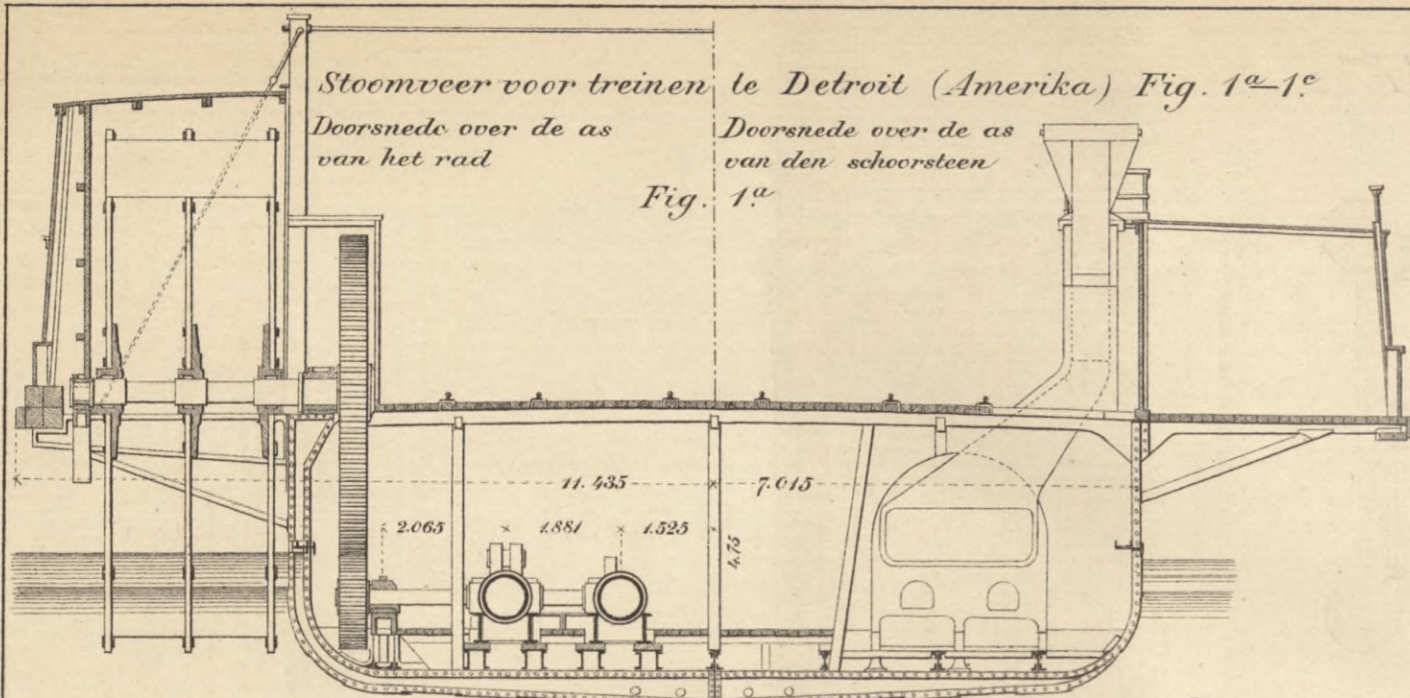 Stoomveer voor treinen te Detroit (Amerika) Fig. 1a–1c
Doorsnede over de as
van het rad
Doorsnede over de as
van den schoorsteen
Fig. 1a
11.435
7.015
2.065
1.881
1.525
4.75